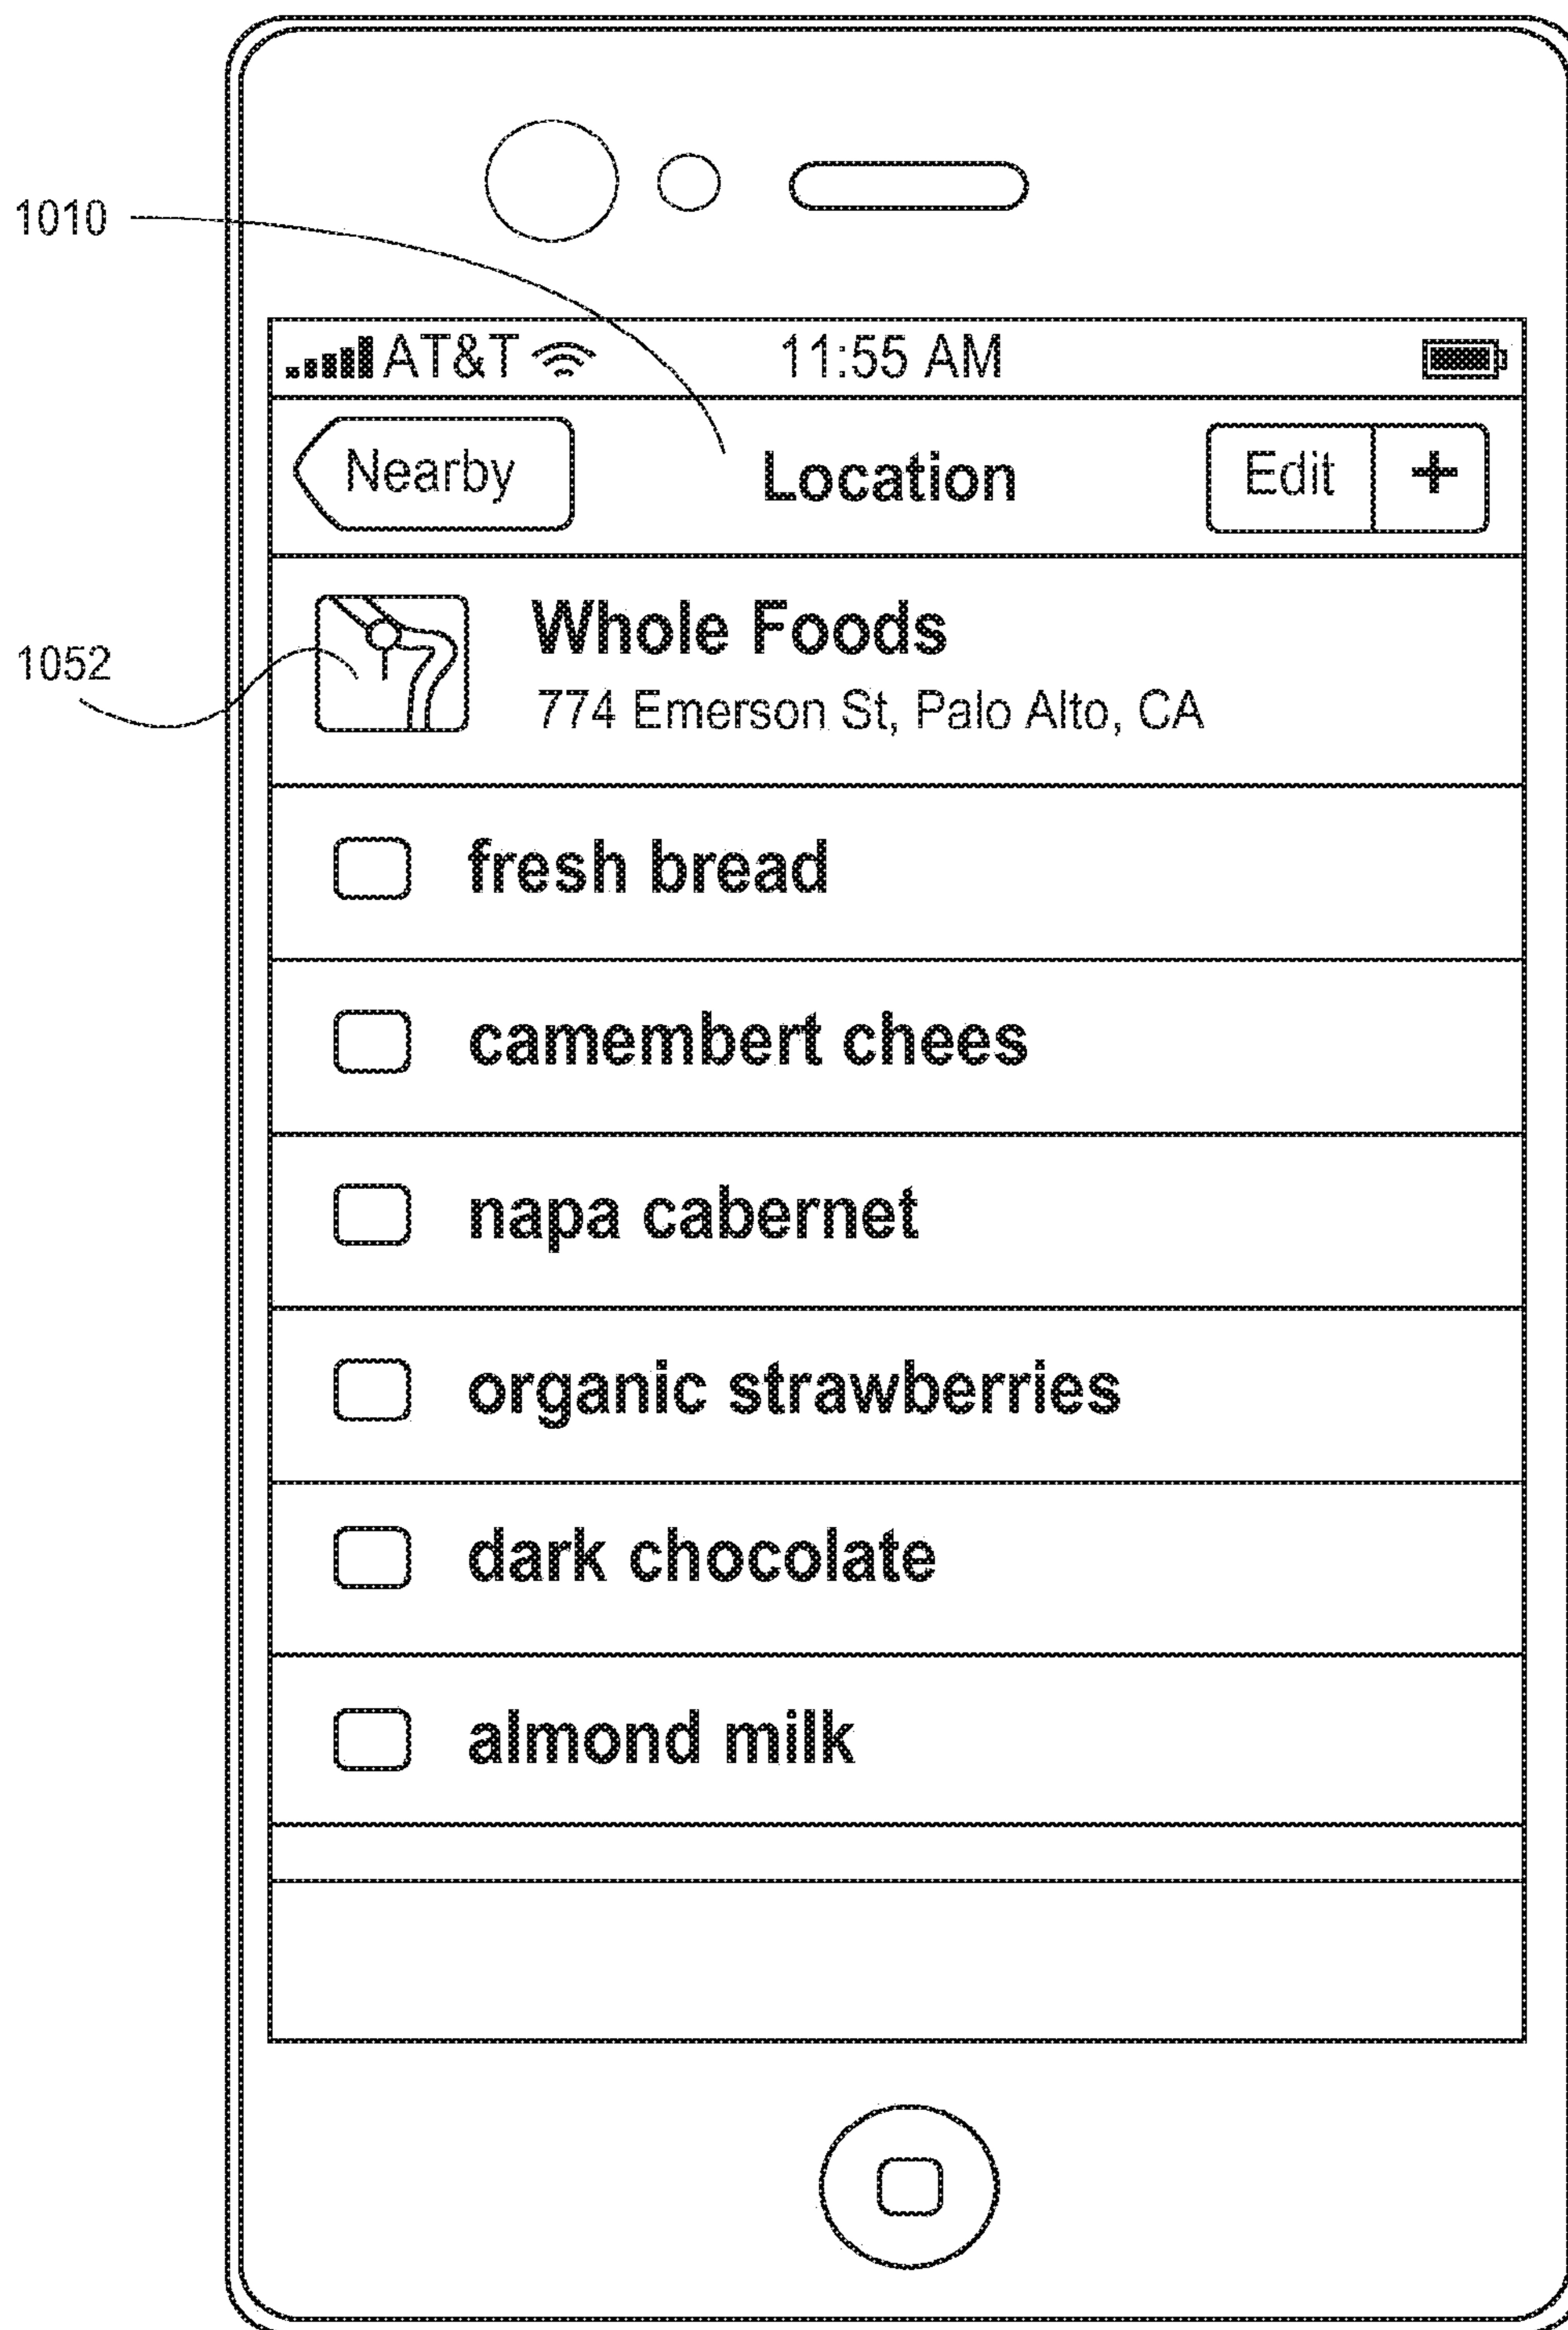 1010
AT&T 11:55 AM
Nearby Location Edit +
1052
Whole Foods
774 Emerson St, Palo Alto, CA
fresh bread
camembert chees
napa cabernet
organic strawberries
dark chocolate
almond milk